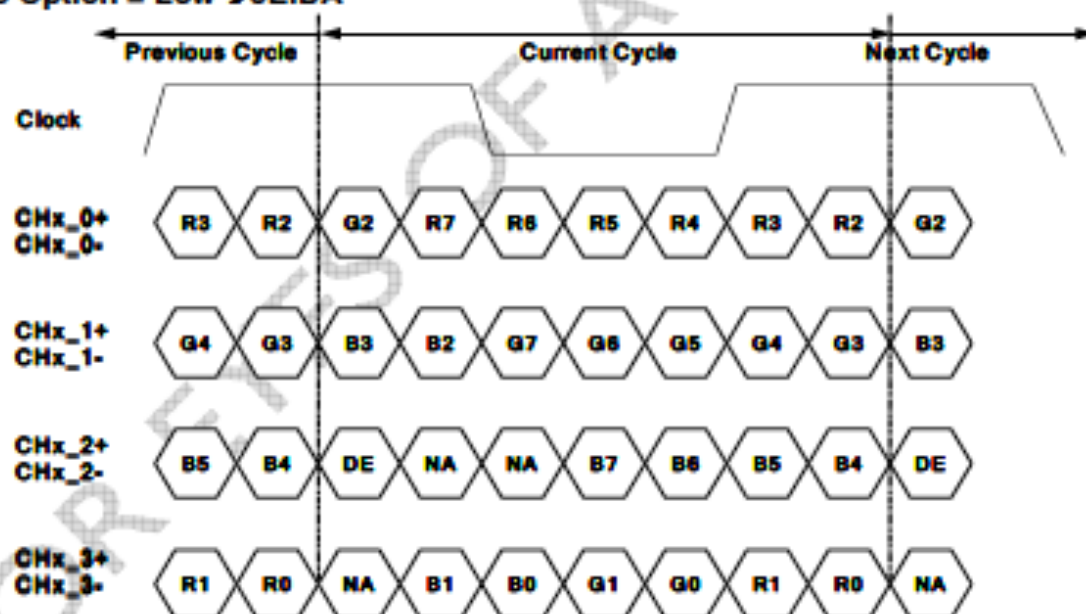 Option = Low
Previous Cycle Current Cycle Next Cycle
Clock
CHx_0+
CHx_0-
R3 R2 G2 R7 R6 R5 R4 R3 R2 G2
CHx_1+
CHx_1-
G4 G3 B3 B2 G7 G6 G5 G4 G3 B3
CHx_2+
CHx_2-
B5 B4 DE NA NA B7 B6 B5 B4 DE
CHx_3+
CHx_3-
R1 R0 NA B1 B0 G1 G0 R1 R0 NA